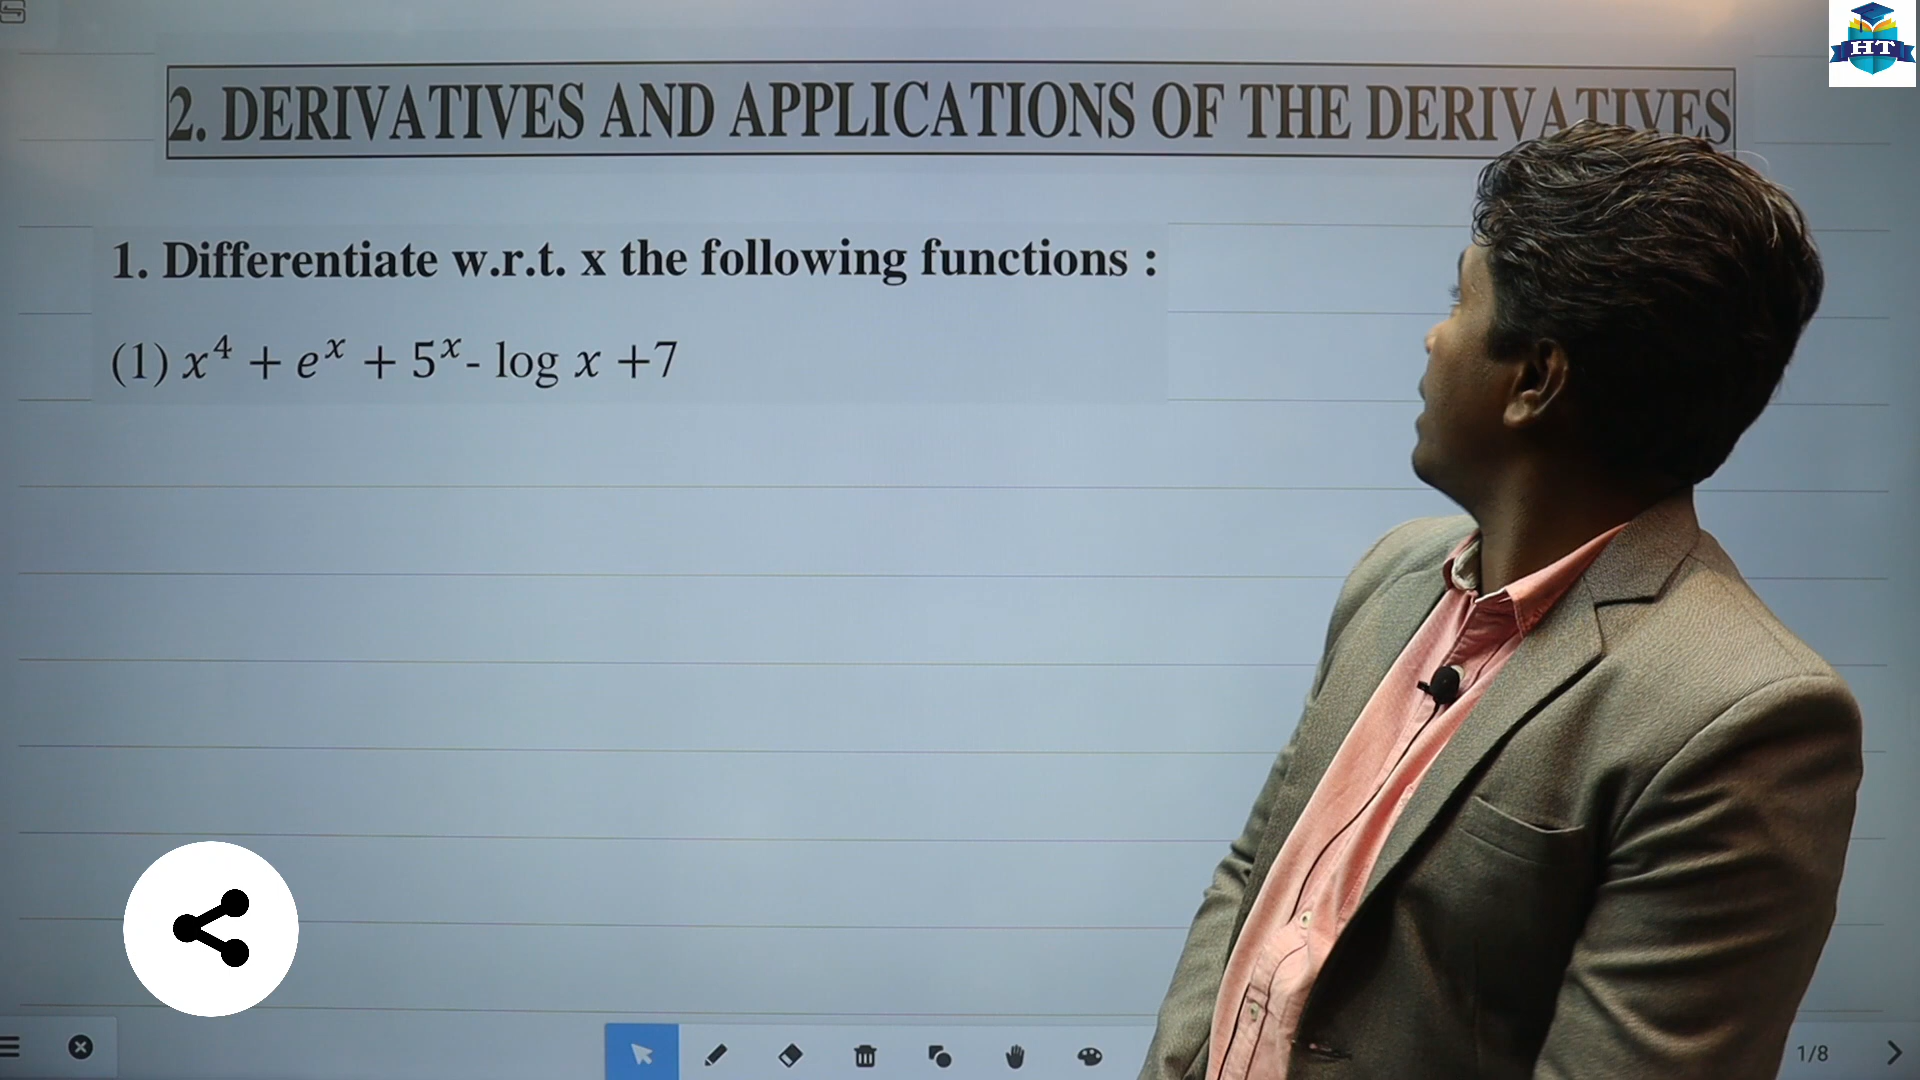 HT
2. DERIVATIVES AND APPLICATIONS OF THE DERIVATIVES
1. Differentiate w.r.t. x the following functions :
(1) x⁴ + eˣ + 5ˣ- log x +7
1/8